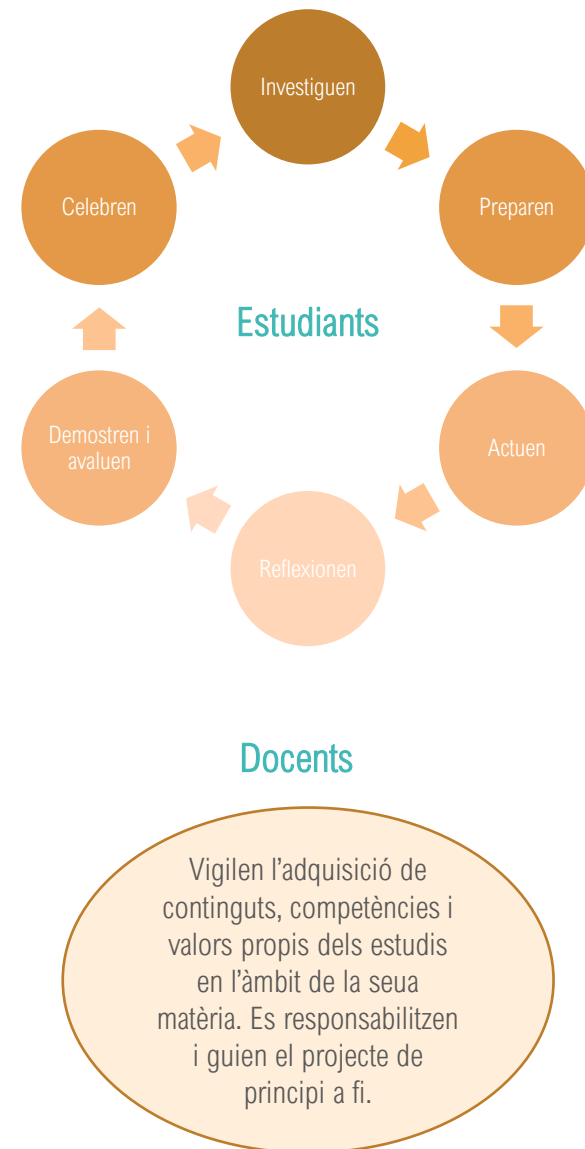 Investiguen
Celebren
Preparen
Estudiants
Demostren i
avaluen
Actuen
Reflexionen
Docents
Vigilen l’adquisició de
continguts, competències i
valors propis dels estudis
en l’àmbit de la seua
matèria. Es responsabilitzen
i guien el projecte de
principi a fi.